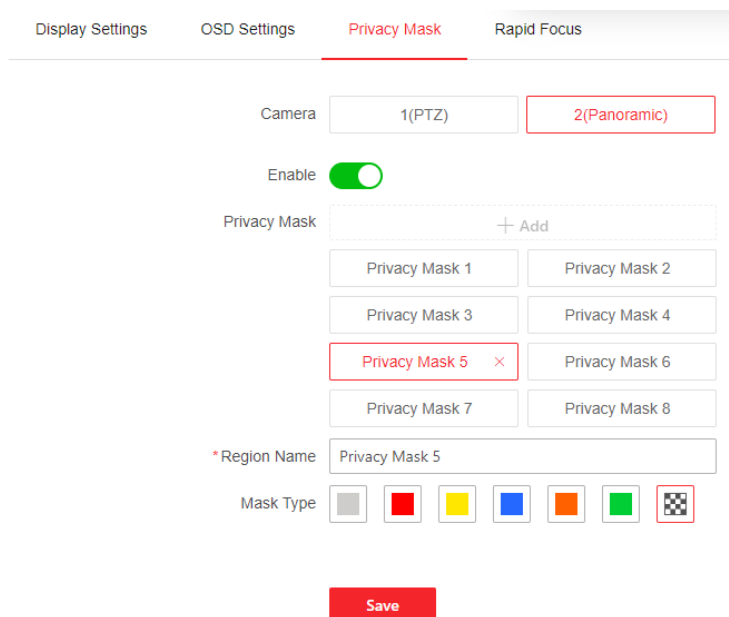 Display Settings OSD Settings Privacy Mask Rapid Focus
Camera 1(PTZ) 2(Panoramic)
Enable
Privacy Mask + Add
Privacy Mask 1 Privacy Mask 2
Privacy Mask 3 Privacy Mask 4
Privacy Mask 5 × Privacy Mask 6
Privacy Mask 7 Privacy Mask 8
*Region Name Privacy Mask 5
Mask Type
Save